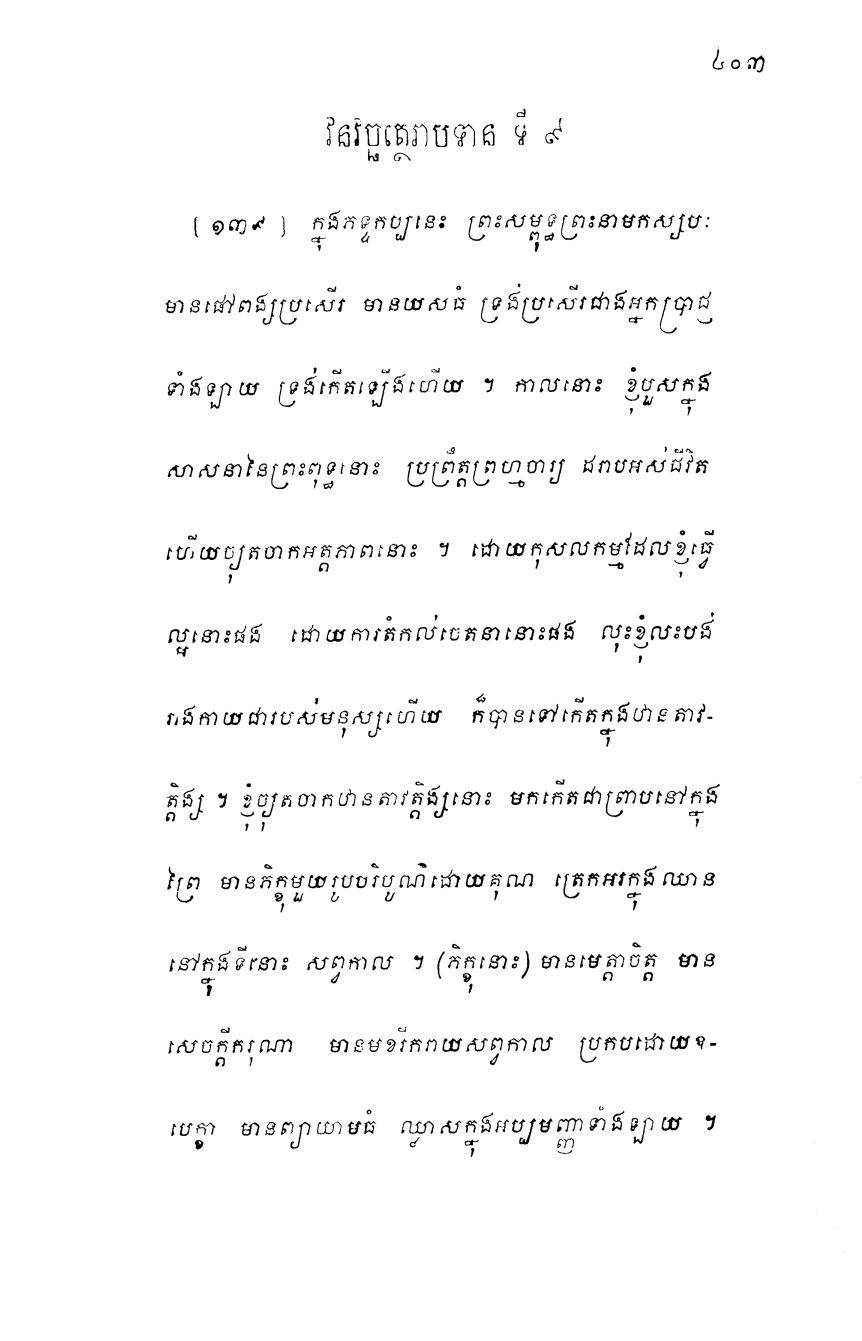 ៤០៣
វនវច្ឆត្ថេរាបទាន ទី ៩
[ ១៣៩ ] ក្នុងភទ្ទកប្បនេះ ព្រះសម្ពុទ្ធព្រះនាមកស្សបៈ
មានផៅពង្សប្រសើរ មានយសធំ ទ្រង់ប្រសើរជាងអ្នកប្រាជ្ញ
ទាំងឡាយ ទ្រង់កើតឡើងហើយ ។ កាលនោះ ខ្ញុំបួសក្នុង
សាសនានៃព្រះពុទ្ធនោះ ប្រព្រឹត្តព្រហ្មចារ្យ ដរាបអស់ជីវិត
ហើយច្យុតចាកអត្តភាពនោះ ។ ដោយកុសលកម្មដែលខ្ញុំធ្វើ
ល្អនោះផង ដោយការតំកល់ចេតនានោះផង លុះខ្ញុំលះបង់
រាងកាយជារបស់មនុស្សហើយ ក៏បានទៅកើតក្នុងឋានតាវ-
ត្តិង្ស ។ ខ្ញុំច្យុតចាកឋានតាវត្តិង្សនោះ មកកើតជាព្រាបនៅក្នុង
ព្រៃ មានភិក្ខុមួយរូបបរិបូណ៌ដោយគុណ ត្រេកអរក្នុងឈាន
នៅក្នុងទីនោះ សព្វកាល ។ (ភិក្ខុនោះ) មានមេត្តាចិត្ត មាន
សេចក្តីករុណា មានមុខរីករាយសព្វកាល ប្រកបដោយឧ-
បេក្ខា មានព្យាយាមធំ ឈ្លាសក្នុងអប្បមញ្ញាទាំងឡាយ ។